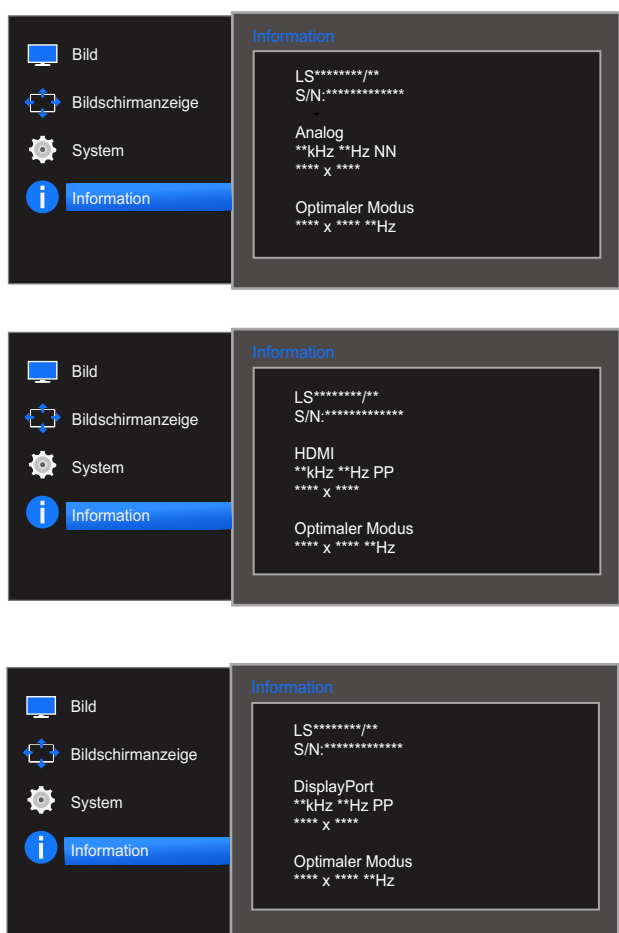 Bild
Bildschirmanzeige
System
Information
Information
LS********/**
S/N:*************
Analog
**kHz **Hz NN
**** x ****
Optimaler Modus
**** x **** **Hz
Bild
Bildschirmanzeige
System
Information
Information
LS********/**
S/N:*************
HDMI
**kHz **Hz PP
**** x ****
Optimaler Modus
**** x **** **Hz
Bild
Bildschirmanzeige
System
Information
Information
LS********/**
S/N:*************
DisplayPort
**kHz **Hz PP
**** x ****
Optimaler Modus
**** x **** **Hz